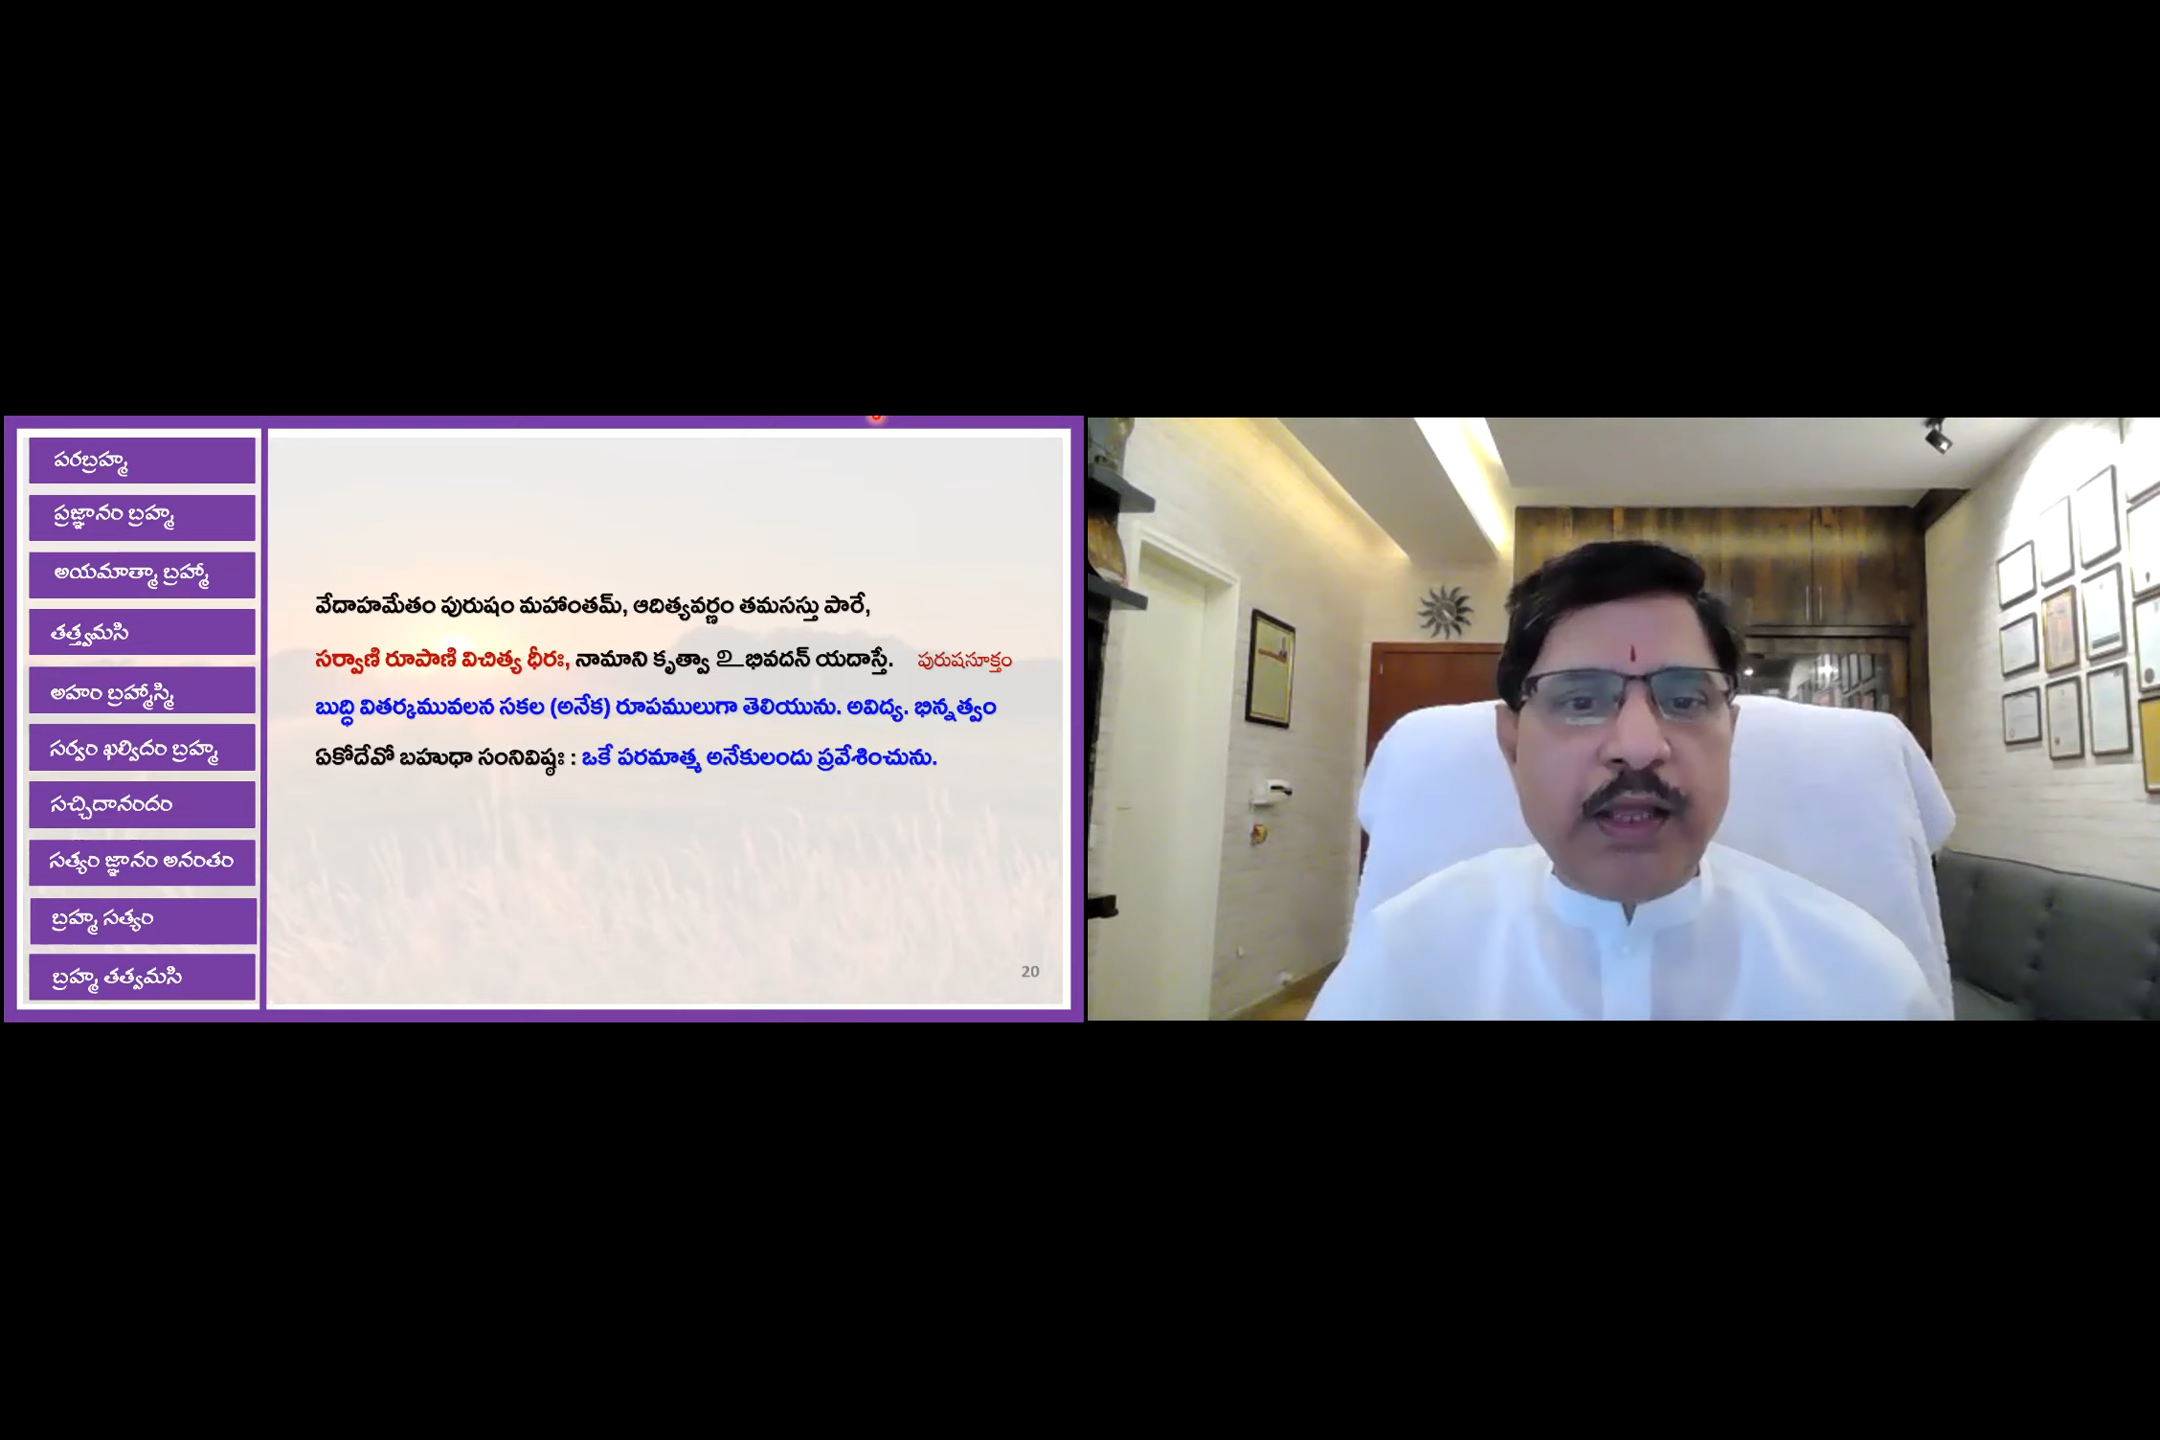 పరబ్రహ్మ
ప్రజ్ఞానం బ్రహ్మ
అయమాత్మా బ్రహ్మా
తత్త్వమసి
అహం బ్రహ్మాస్మి
సర్వం ఖల్విదం బ్రహ్మ
సచ్చిదానందం
సత్యం జ్ఞానం అనంతం
బ్రహ్మ సత్యం
బ్రహ్మ తత్వమసి
వేదాహమేతం పురుషం మహాంతమ్, ఆదిత్యవర్ణం తమసస్తు పారే,
సర్వాణి రూపాణి విచిత్య ధీరః, నామాని కృత్వా உభివదన్ యదాస్తే. పురుషసూక్తం
బుద్ధి వితర్కమువలన సకల (అనేక) రూపములుగా తెలియును. అవిద్య. భిన్నత్వం
ఏకోదేవో బహుధా సంనివిష్ఠః : ఒకే పరమాత్మ అనేకులందు ప్రవేశించును.
20